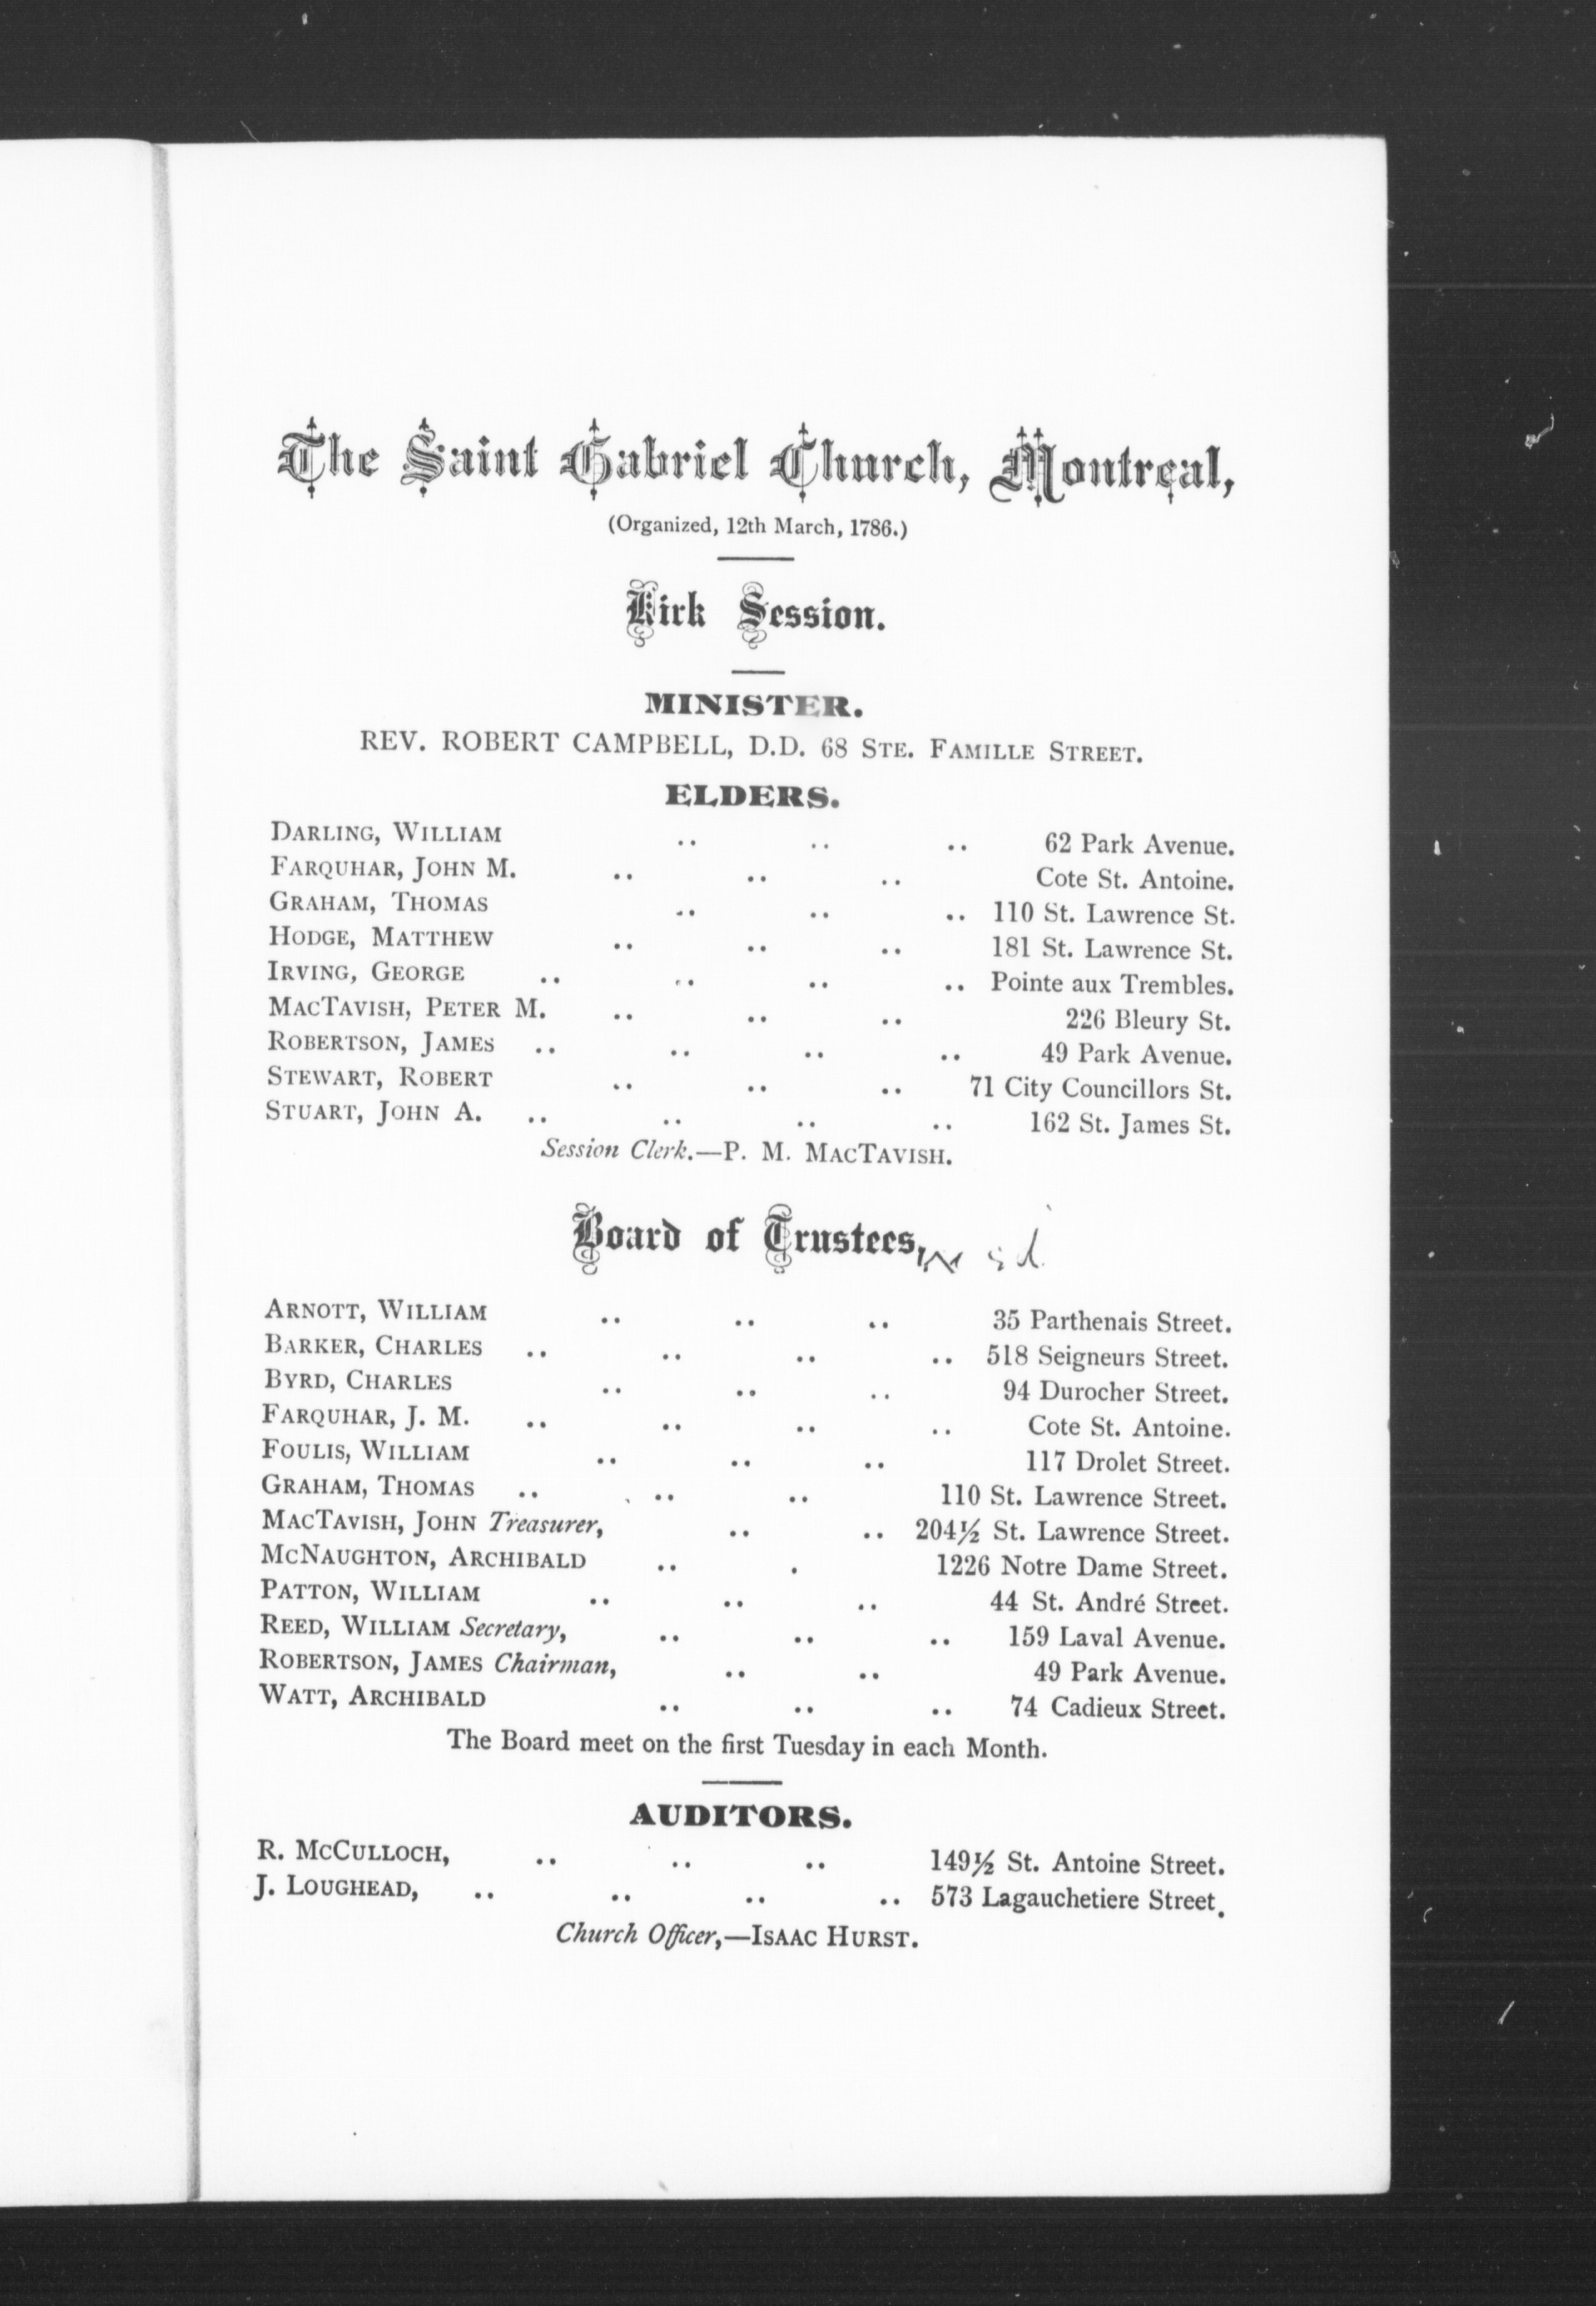 The Saint Gabriel Church, Montreal,
(Organized, 12th March, 1786.)
Kirk Session.
MINISTER.
REV. ROBERT CAMPBELL, D.D. 68 STE. FAMILLE STREET.
ELDERS.
DARLING, WILLIAM .. .. .. 62 Park Avenue.
FARQUHAR, JOHN M. .. .. .. Cote St. Antoine.
GRAHAM, THOMAS .. .. .. 110 St. Lawrence St.
HODGE, MATTHEW .. .. .. 181 St. Lawrence St.
IRVING, GEORGE .. .. .. .. Pointe aux Trembles.
MACTAVISH, PETER M. .. .. .. 226 Bleury St.
ROBERTSON, JAMES .. .. .. .. 49 Park Avenue.
STEWART, ROBERT .. .. .. 71 City Councillors St.
STUART, JOHN A. .. .. .. .. 162 St. James St.
Session Clerk.—P. M. MACTAVISH.
Board of Trustees,
ARNOTT, WILLIAM .. .. .. 35 Parthenais Street.
BARKER, CHARLES .. .. .. .. 518 Seigneurs Street.
BYRD, CHARLES .. .. .. 94 Durocher Street.
FARQUHAR, J. M. .. .. .. .. Cote St. Antoine.
FOULIS, WILLIAM .. .. .. 117 Drolet Street.
GRAHAM, THOMAS .. .. .. 110 St. Lawrence Street.
MACTAVISH, JOHN Treasurer, .. .. 204½ St. Lawrence Street.
MCNAUGHTON, ARCHIBALD .. . 1226 Notre Dame Street.
PATTON, WILLIAM .. .. .. 44 St. André Street.
REED, WILLIAM Secretary, .. .. .. 159 Laval Avenue.
ROBERTSON, JAMES Chairman, .. .. 49 Park Avenue.
WATT, ARCHIBALD .. .. .. 74 Cadieux Street.
The Board meet on the first Tuesday in each Month.
AUDITORS.
R. MCCULLOCH, .. .. .. 149½ St. Antoine Street.
J. LOUGHEAD, .. .. .. .. 573 Lagauchetiere Street.
Church Officer,—ISAAC HURST.